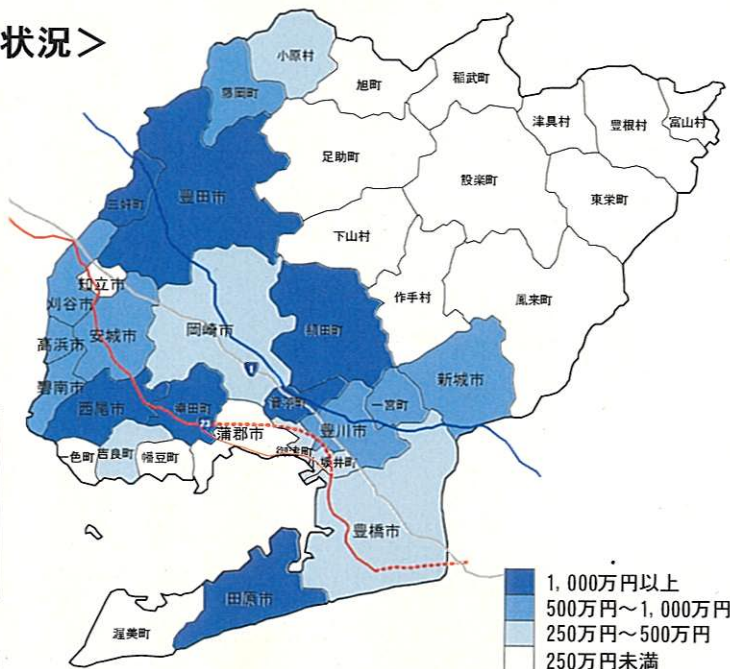 状況＞
小原村
藤岡町
旭町
稲武町
津具村
豊根村
富山村
足助町
設楽町
東栄町
豊田市
三好町
下山村
作手村
鳳来町
知立市
刈谷市
岡崎市
額田町
安城市
高浜市
碧南市
西尾市
幸田町
音羽町
豊川市
一宮町
新城市
1
23
蒲郡市
一色町
吉良町
幡豆町
小坂井町
豊橋市
田原市
渥美町
1,000万円以上
500万円～1,000万円
250万円～500万円
250万円未満